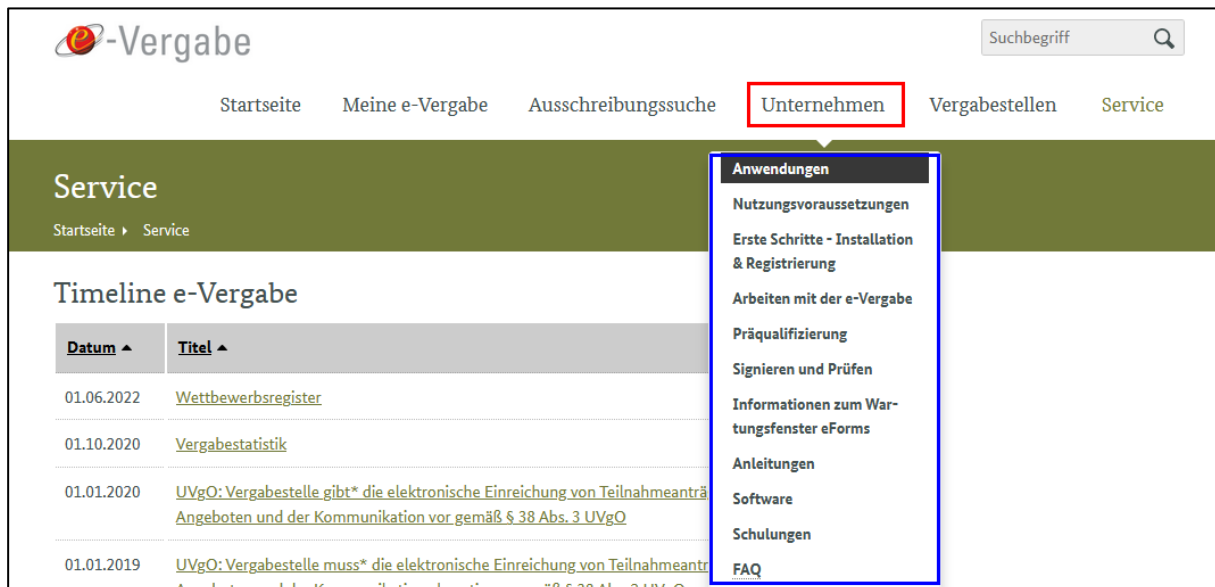 e-Vergabe
Suchbegriff
Startseite Meine e-Vergabe Ausschreibungssuche Unternehmen Vergabestellen Service
Service
Startseite Service
Anwendungen
Nutzungsvoraussetzungen
Erste Schritte - Installation
& Registrierung
Arbeiten mit der e-Vergabe
Präqualifizierung
Signieren und Prüfen
Informationen zum War-
tungsfenster eForms
Anleitungen
Software
Schulungen
FAQ
Timeline e-Vergabe
Datum Titel
01.06.2022 Wettbewerbsregister
01.10.2020 Vergabestatistik
01.01.2020 UVgO: Vergabestelle gibt* die elektronische Einreichung von Teilnahmeanträ
Angeboten und der Kommunikation vor gemäß § 38 Abs. 3 UVgO
01.01.2019 UVgO: Vergabestelle muss* die elektronische Einreichung von Teilnahmeantr